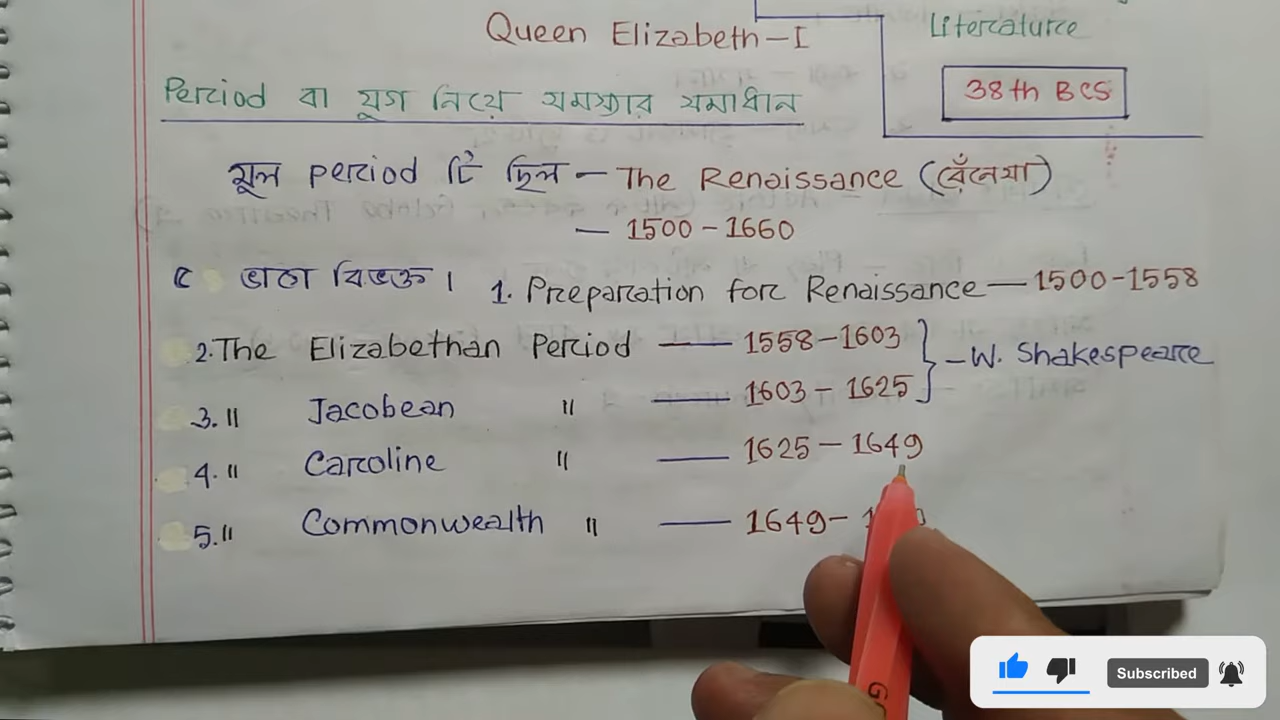 Queen Elizabeth-I
Literature
38th BCS
Period বা যুগ নিয়ে সমস্যার সমাধান
মূল period টি ছিল - The Renaissance (রেঁনেসা)
- 1500 - 1660
৫ ভাগে বিভক্ত। 1. Preparation for Renaissance - 1500-1558
2. The Elizabethan Period - 1558-1603
- W. Shakespeare
3. " Jacobean " - 1603 - 1625
4. " Caroline " - 1625 - 1649
5. " Commonwealth " - 1649-
Subscribed